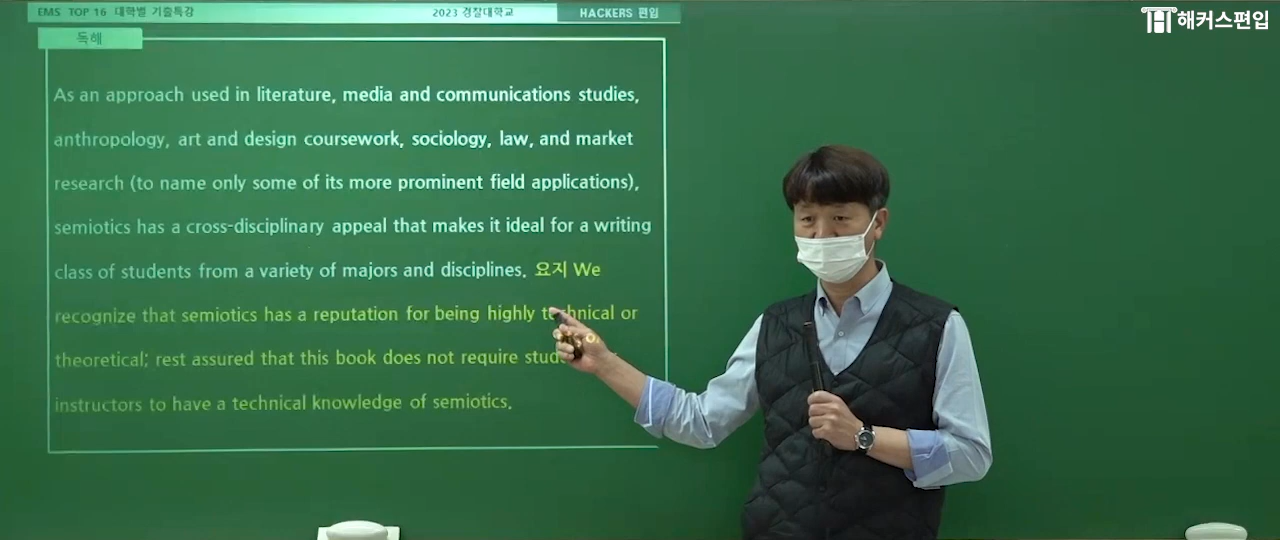 EMS TOP 16 대학별 기출특강
2023 경찰대학교
HACKERS 편입
해커스편입
독해
As an approach used in literature, media and communications studies,
anthropology, art and design coursework, sociology, law, and market
research (to name only some of its more prominent field applications),
semiotics has a cross-disciplinary appeal that makes it ideal for a writing
class of students from a variety of majors and disciplines. 요지 We
recognize that semiotics has a reputation for being highly technical or
theoretical; rest assured that this book does not require
instructors to have a technical knowledge of semiotics.